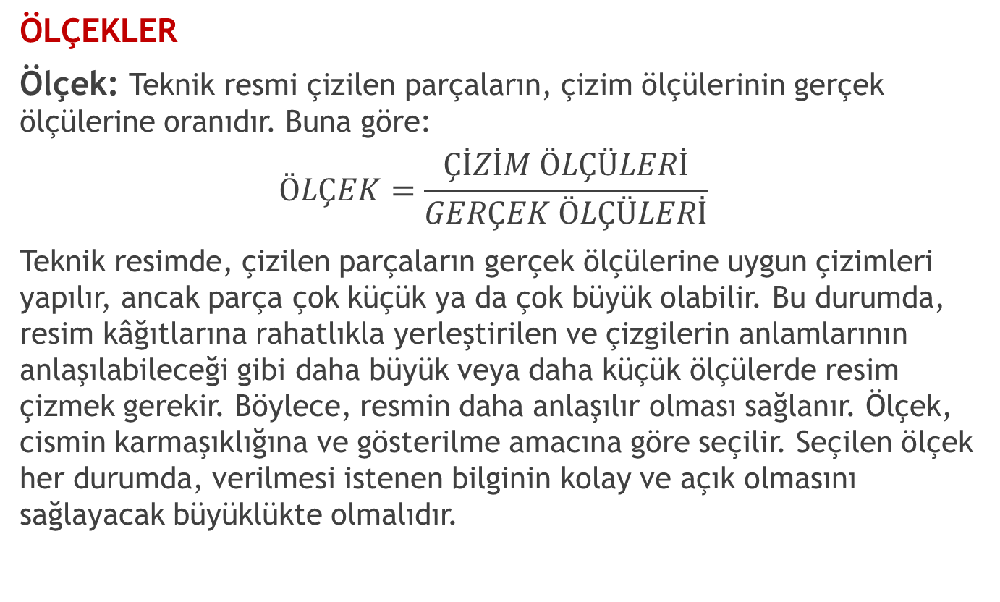 ÖLÇEKLER
Ölçek: Teknik resmi çizilen parçaların, çizim ölçülerinin gerçek
ölçülerine oranıdır. Buna göre:
ÖLÇEK = ÇİZİM ÖLÇÜLERİ / GERÇEK ÖLÇÜLERİ
Teknik resimde, çizilen parçaların gerçek ölçülerine uygun çizimleri
yapılır, ancak parça çok küçük ya da çok büyük olabilir. Bu durumda,
resim kâğıtlarına rahatlıkla yerleştirilen ve çizgilerin anlamlarının
anlaşılabileceği gibi daha büyük veya daha küçük ölçülerde resim
çizmek gerekir. Böylece, resmin daha anlaşılır olması sağlanır. Ölçek,
cismin karmaşıklığına ve gösterilme amacına göre seçilir. Seçilen ölçek
her durumda, verilmesi istenen bilginin kolay ve açık olmasını
sağlayacak büyüklükte olmalıdır.